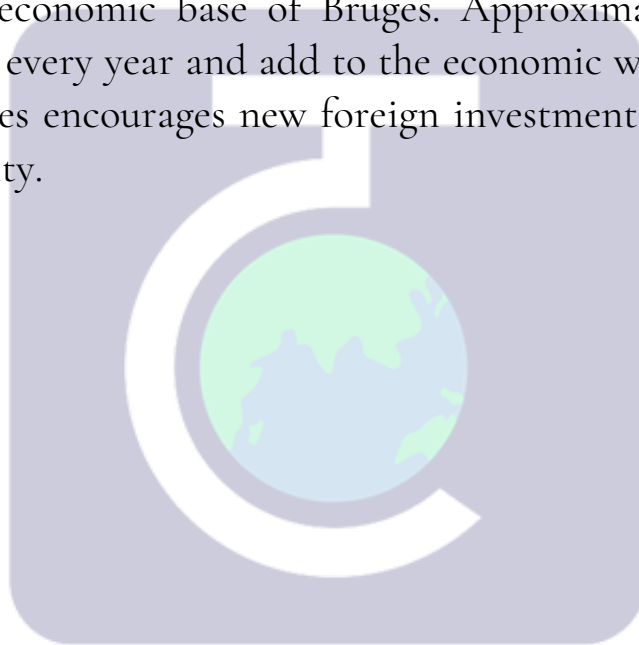 economic base of Bruges. Approxima
every year and add to the economic w
es encourages new foreign investment
ty.